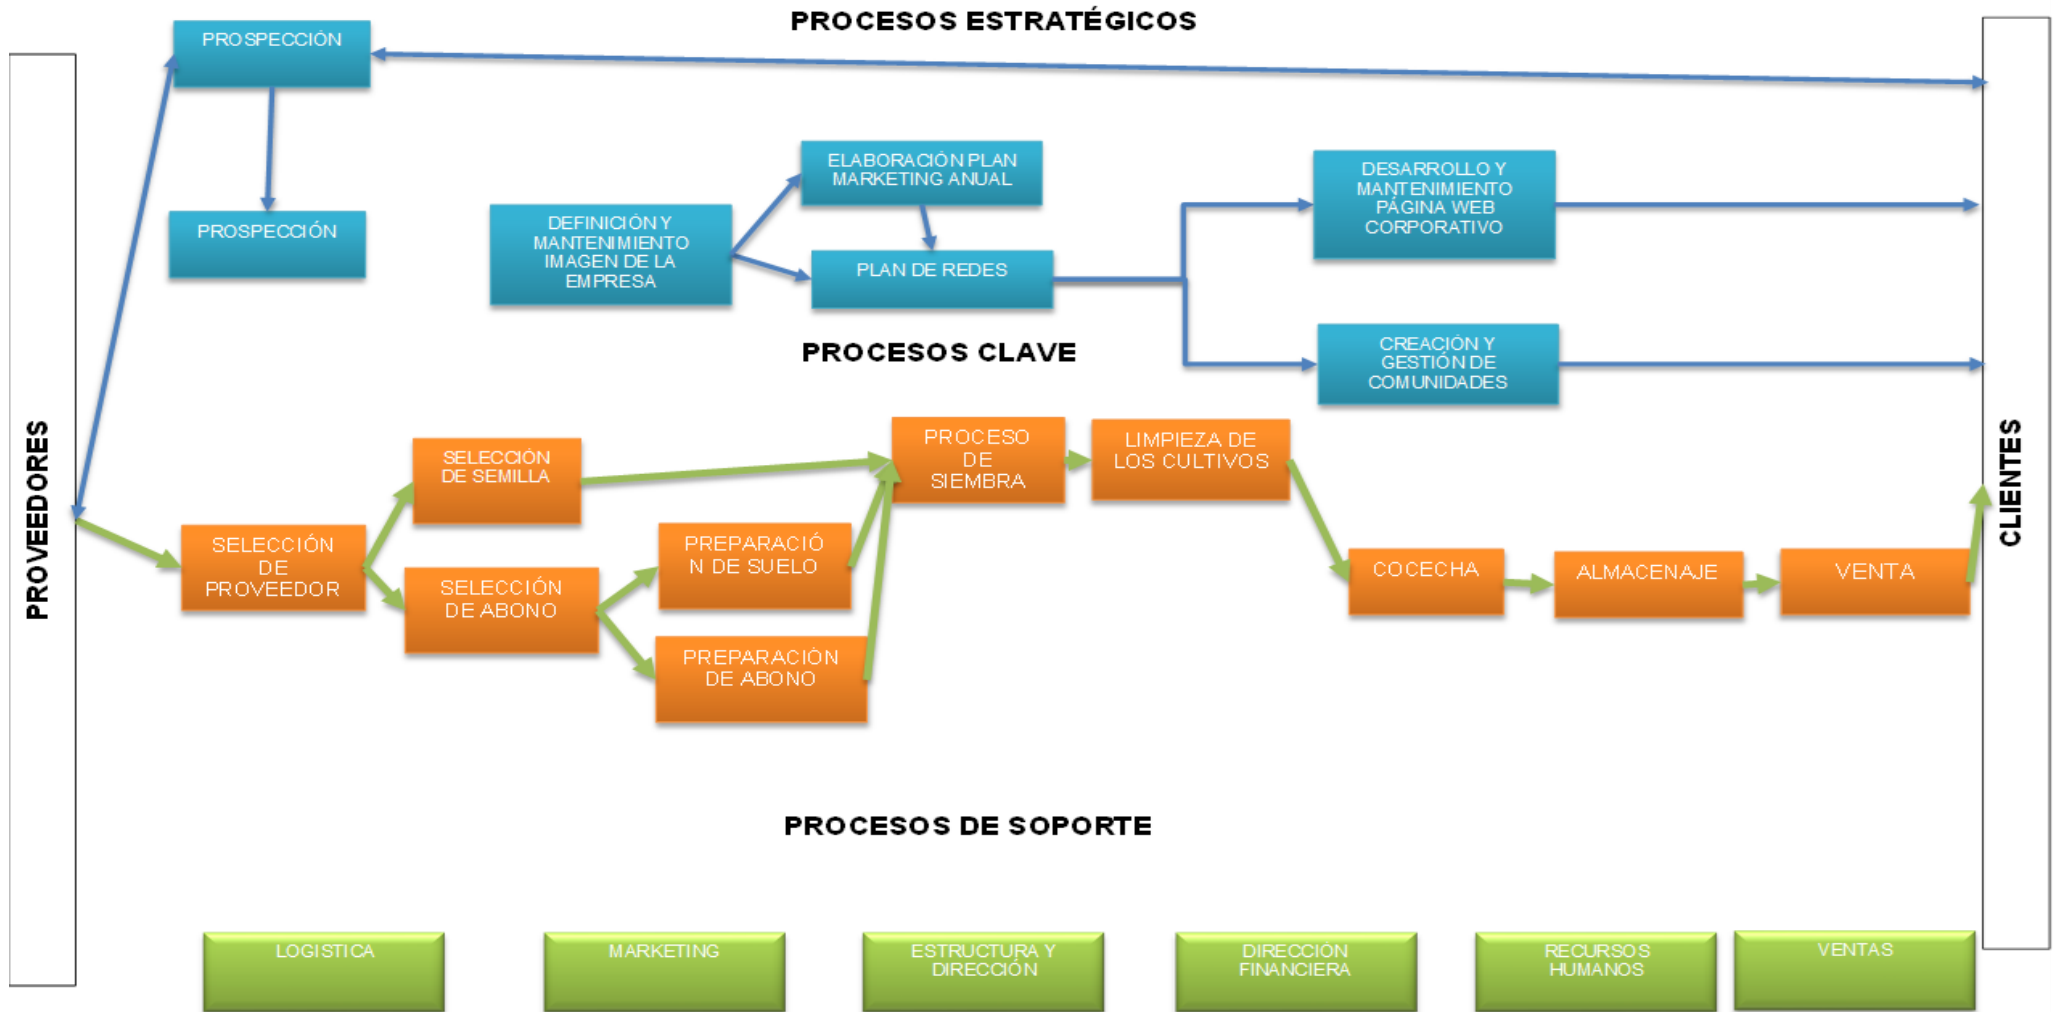 PROCESOS ESTRATÉGICOS
PROSPECCIÓN
PROSPECCIÓN
DEFINICIÓN Y
MANTENIMIENTO
IMAGEN DE LA
EMPRESA
ELABORACIÓN PLAN
MARKETING ANUAL
PLAN DE REDES
DESARROLLO Y
MANTENIMIENTO
PÁGINA WEB
CORPORATIVO
CREACIÓN Y
GESTIÓN DE
COMUNIDADES
PROCESOS CLAVE
PROVEEDORES
CLIENTES
SELECCIÓN
DE
PROVEEDOR
SELECCIÓN
DE SEMILLA
SELECCIÓN
DE ABONO
PREPARACIÓ
N DE SUELO
PREPARACIÓN
DE ABONO
PROCESO
DE
SIEMBRA
LIMPIEZA DE
LOS CULTIVOS
COCECHA
ALMACENAJE
VENTA
PROCESOS DE SOPORTE
LOGISTICA
MARKETING
ESTRUCTURA Y
DIRECCIÓN
DIRECCIÓN
FINANCIERA
RECURSOS
HUMANOS
VENTAS